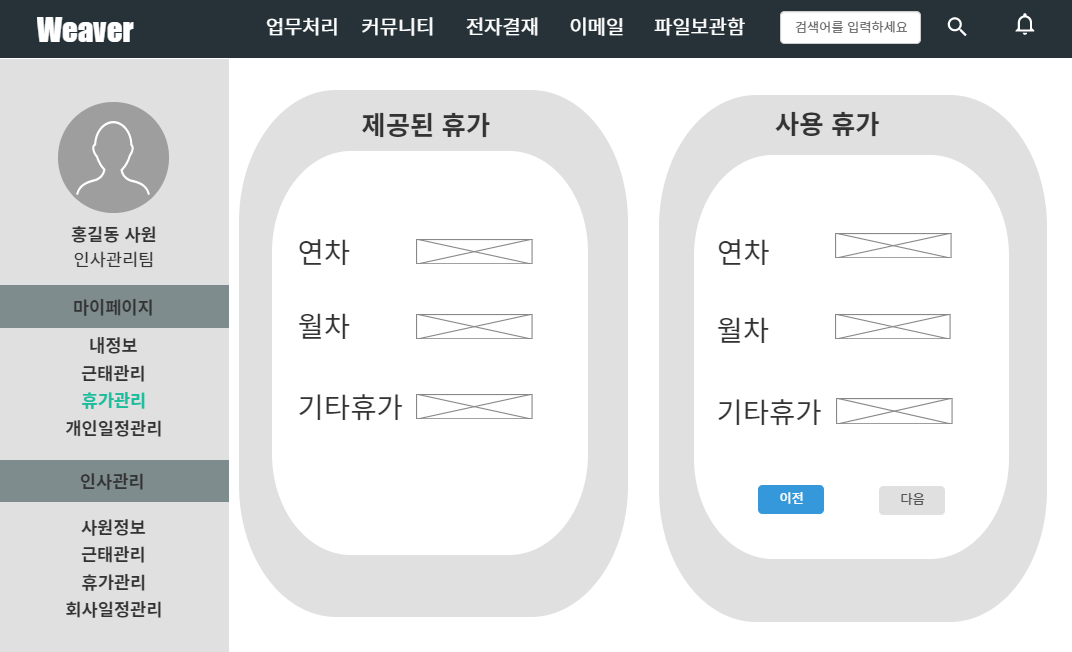 Weaver
업무처리 커뮤니티 전자결재 이메일 파일보관함 검색어를 입력하세요
홍길동 사원
인사관리팀
마이페이지
내정보
근태관리
휴가관리
개인일정관리
인사관리
사원정보
근태관리
휴가관리
회사일정관리
제공된 휴가
연차
월차
기타휴가
사용 휴가
연차
월차
기타휴가
이전 다음